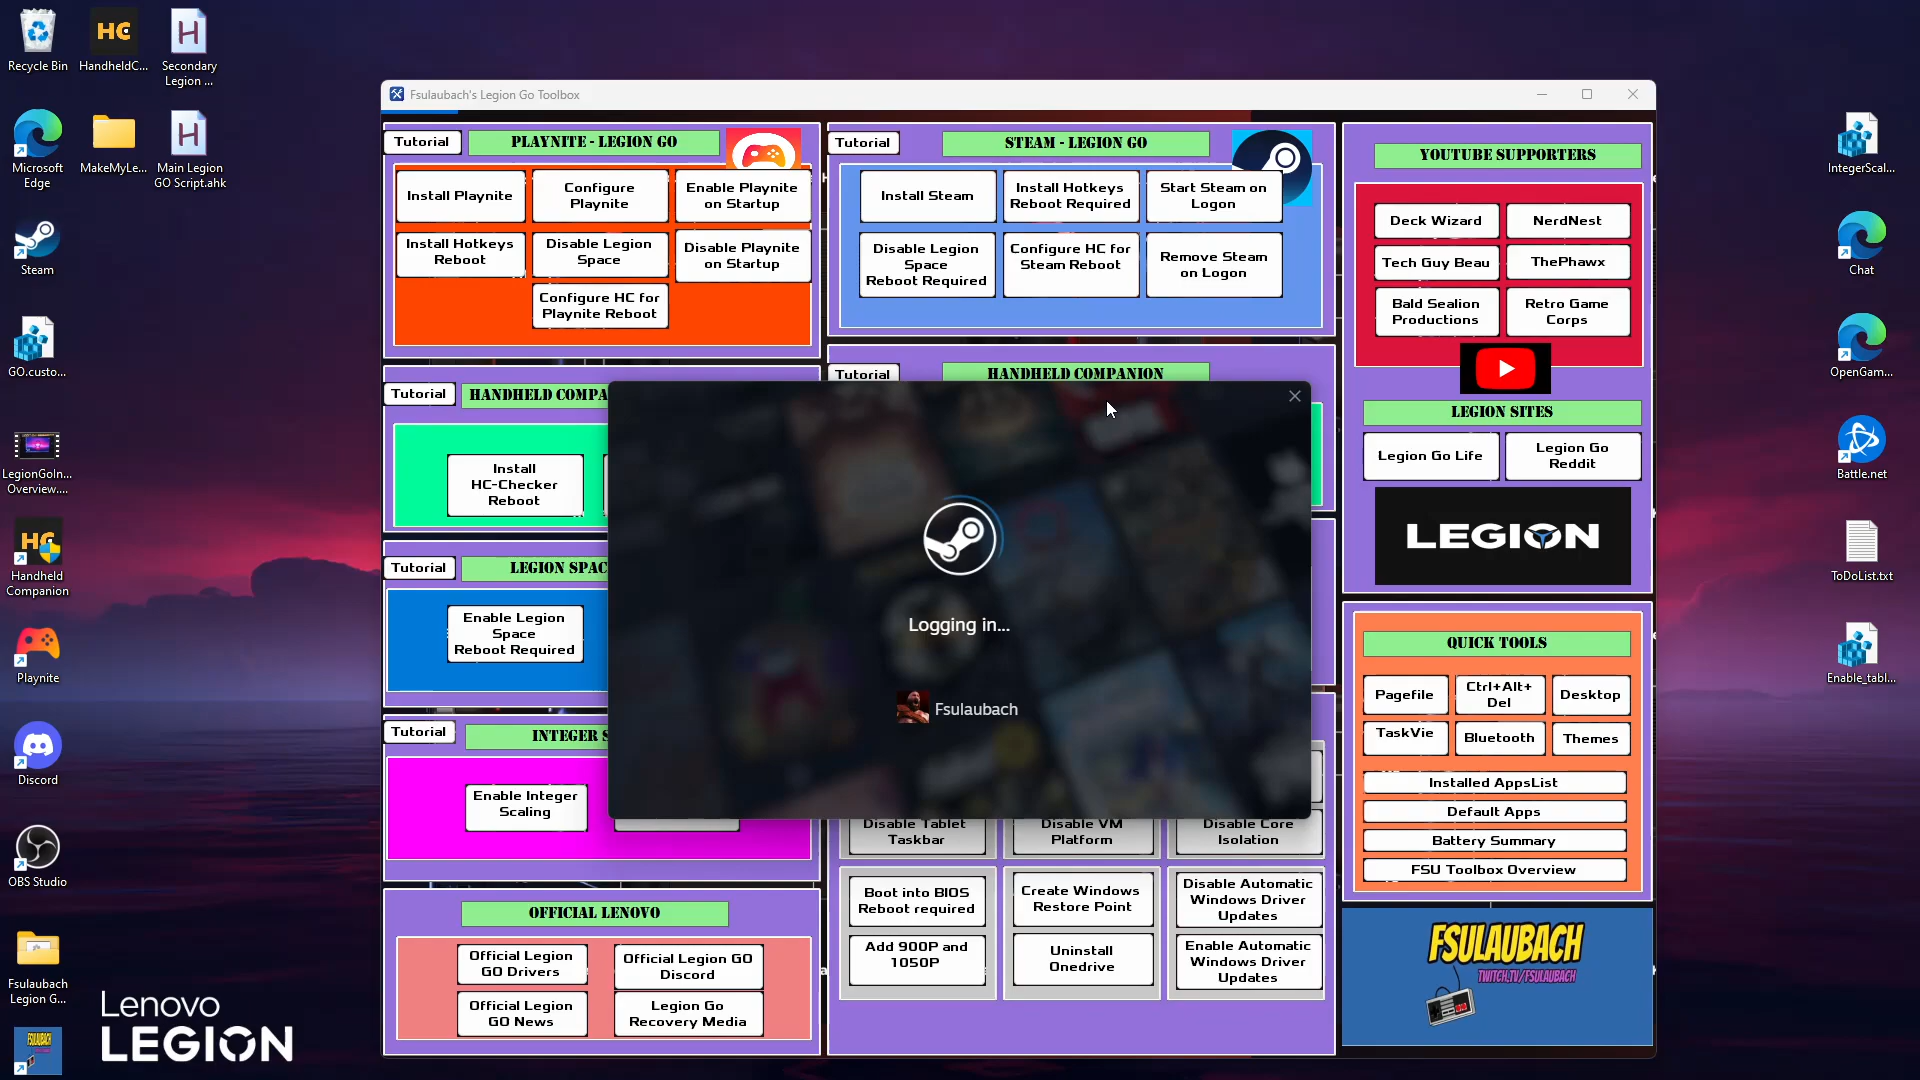 Recycle Bin
HandheldC...
Secondary
Legion ...
Microsoft
Edge
MakeMyLe...
Main Legion
GO Script.ahk
Steam
GO.custo...
LegionGoIn...
Overview....
Handheld
Companion
Playnite
Discord
OBS Studio
Fsulaubach
Legion G...
Lenovo
LEGION
Fsulaubach's Legion Go Toolbox
Tutorial
PLAYNITE - LEGION GO
Install Playnite
Configure
Playnite
Enable Playnite
on Startup
Install Hotkeys
Reboot
Disable Legion
Space
Disable Playnite
on Startup
Configure HC for
Playnite Reboot
Tutorial
HANDHELD COMPA
Install
HC-Checker
Reboot
Tutorial
LEGION SPAC
Enable Legion
Space
Reboot Required
Tutorial
INTEGER S
Enable Integer
Scaling
OFFICIAL LENOVO
Official Legion
GO Drivers
Official Legion GO
Discord
Official Legion
GO News
Legion Go
Recovery Media
Tutorial
STEAM - LEGION GO
Install Steam
Install Hotkeys
Reboot Required
Start Steam on
Logon
Disable Legion
Space
Reboot Required
Configure HC for
Steam Reboot
Remove Steam
on Logon
Tutorial
HANDHELD COMPANION
Logging in...
Fsulaubach
Disable Tablet
Taskbar
Disable VM
Platform
Disable Core
Isolation
Boot into BIOS
Reboot required
Create Windows
Restore Point
Disable Automatic
Windows Driver
Updates
Add 900P and
1050P
Uninstall
Onedrive
Enable Automatic
Windows Driver
Updates
YOUTUBE SUPPORTERS
Deck Wizard
NerdNest
Tech Guy Beau
ThePhawx
Bald Sealion
Productions
Retro Game
Corps
LEGION SITES
Legion Go Life
Legion Go
Reddit
LEGION
QUICK TOOLS
Pagefile
Ctrl+Alt+
Del
Desktop
TaskVie
Bluetooth
Themes
Installed AppsList
Default Apps
Battery Summary
FSU Toolbox Overview
FSULAUBACH
TWITCH.TV/FSULAUBACH
IntegerScal...
Chat
OpenGam...
Battle.net
ToDoList.txt
Enable_tabl...